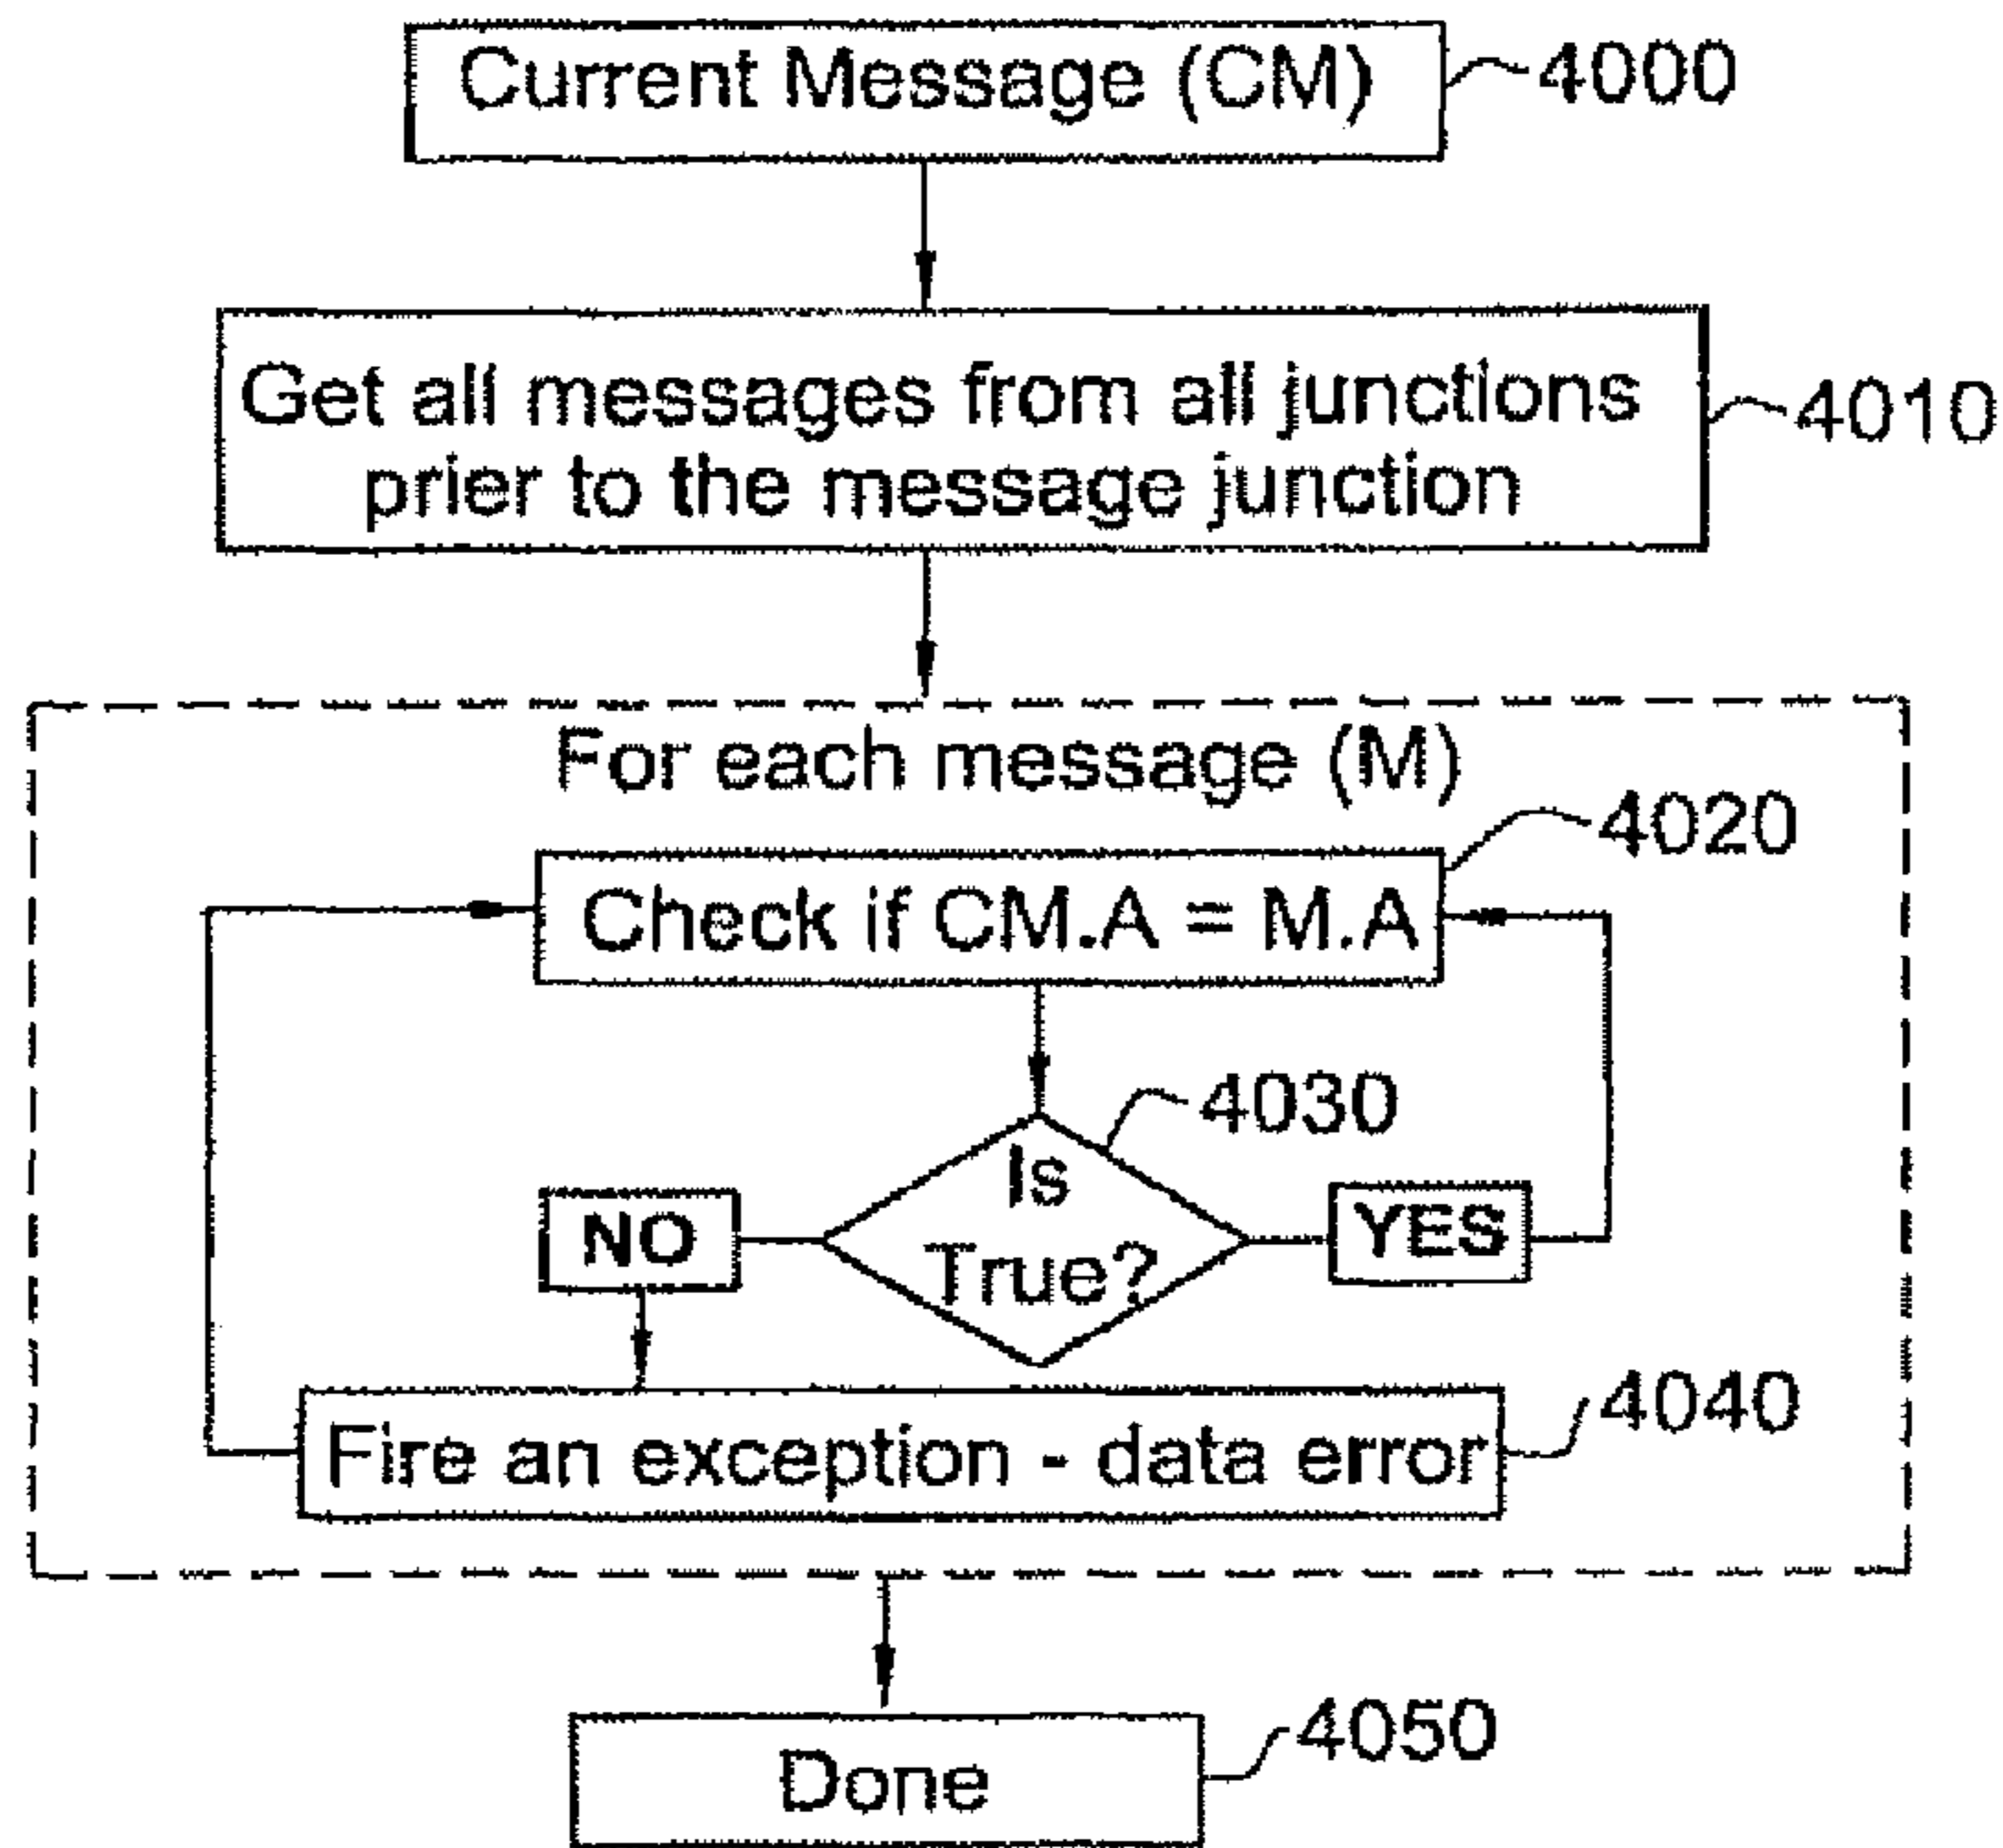 Current Message (CM)
4000
Get all messages from all junctions
prier to the message junction
4010
For each message (M)
4020
Check if CM.A = M.A
4030
Is
True?
NO
YES
Fire an exception - data error
4040
Done
4050